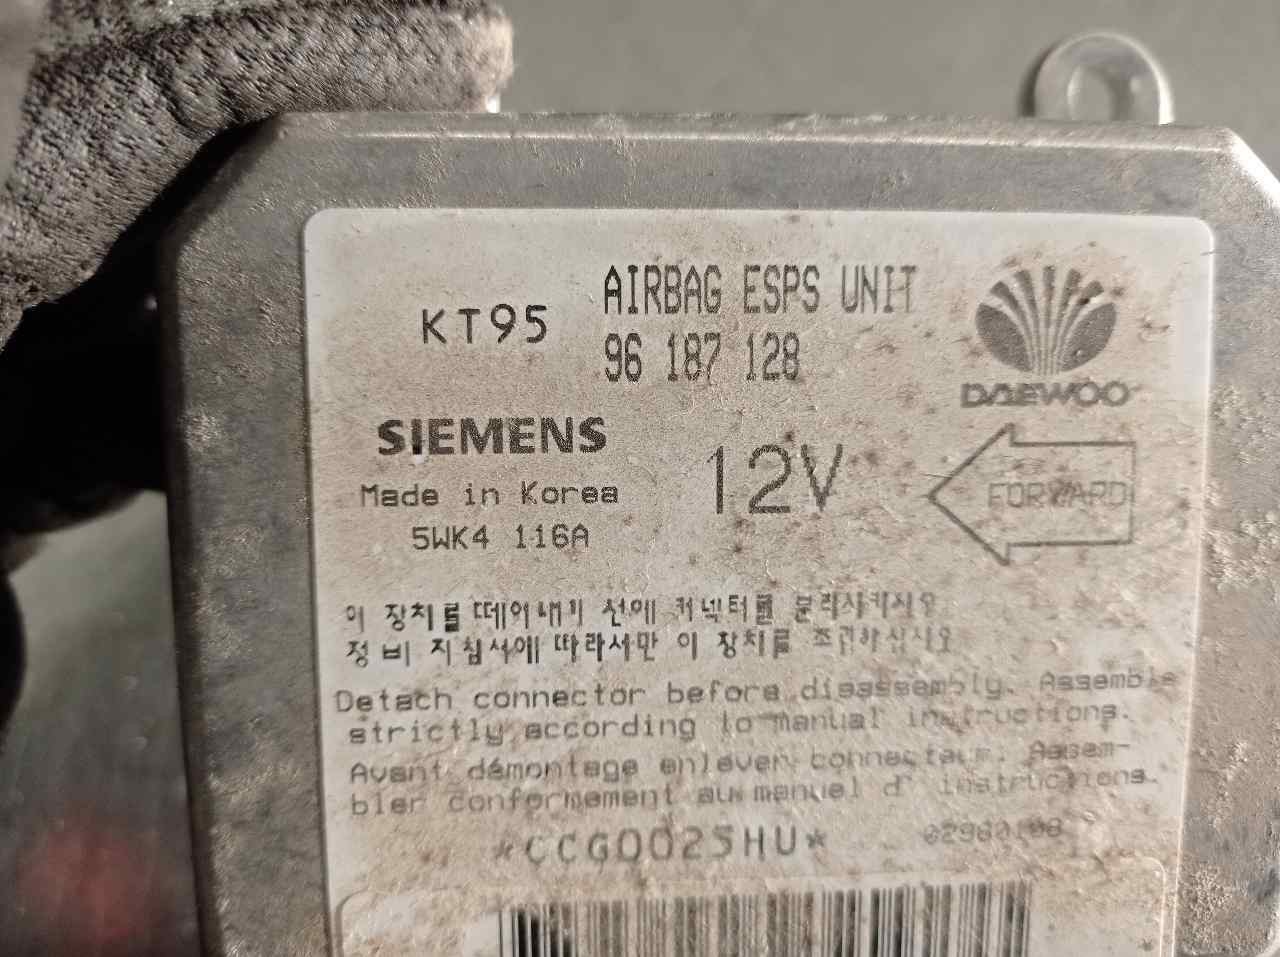 AIRBAG ESPS UNIT
KT95
96 187 128
DAEWOO
SIEMENS
12V
FORWARD
Made in Korea
5WK4 116A
이 장치를 떼어내기 전에 커넥터를 분리시키시오
정비 지침서에 따라서만 이 장치를 조립하십시오
Detach connector before disassembly. Assemble
strictly according to manual instructions.
Avant démontage enlever connecteur. Assem-
bler conformement au manuel d' instructions.
*CCG0025HU*
02980108